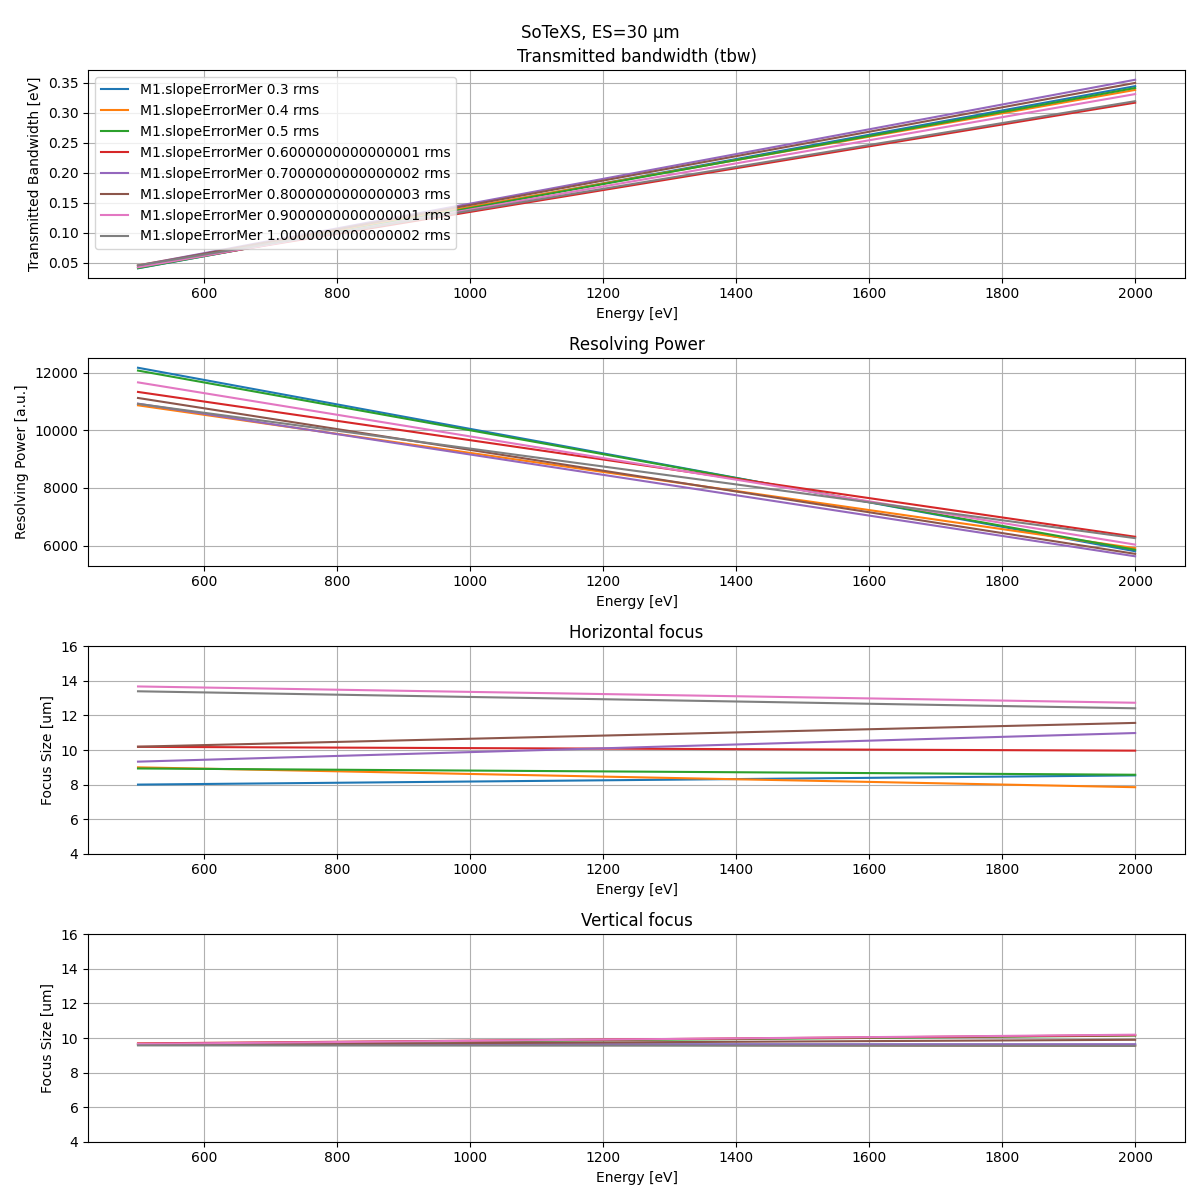 SoTeXS, ES=30 μm
Transmitted bandwidth (tbw)
Transmitted Bandwidth [eV]
0.35
0.30
0.25
0.20
0.15
0.10
0.05
M1.slopeErrorMer 0.3 rms
M1.slopeErrorMer 0.4 rms
M1.slopeErrorMer 0.5 rms
M1.slopeErrorMer 0.6000000000000001 rms
M1.slopeErrorMer 0.7000000000000002 rms
M1.slopeErrorMer 0.8000000000000003 rms
M1.slopeErrorMer 0.9000000000000001 rms
M1.slopeErrorMer 1.0000000000000002 rms
600 800 1000 1200 1400 1600 1800 2000
Energy [eV]
Resolving Power
Resolving Power [a.u.]
12000
10000
8000
6000
600 800 1000 1200 1400 1600 1800 2000
Energy [eV]
Horizontal focus
Focus Size [um]
16
14
12
10
8
6
4
600 800 1000 1200 1400 1600 1800 2000
Energy [eV]
Vertical focus
Focus Size [um]
16
14
12
10
8
6
4
600 800 1000 1200 1400 1600 1800 2000
Energy [eV]